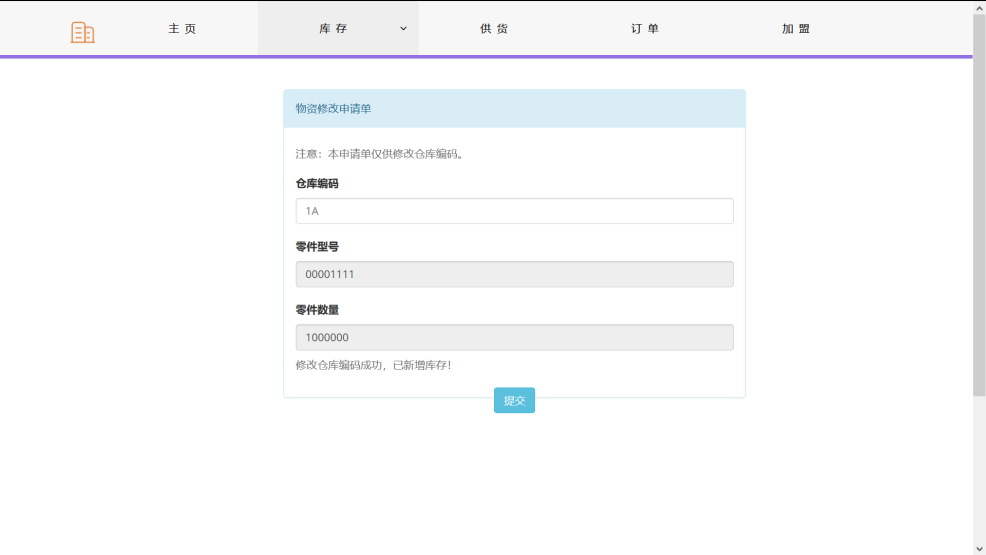 主 页
库 存
供 货
订 单
加 盟
物资修改申请单
注意：本申请单仅供修改仓库编码。
仓库编码
1A
零件型号
00001111
零件数量
1000000
修改仓库编码成功，已新增库存！
提交